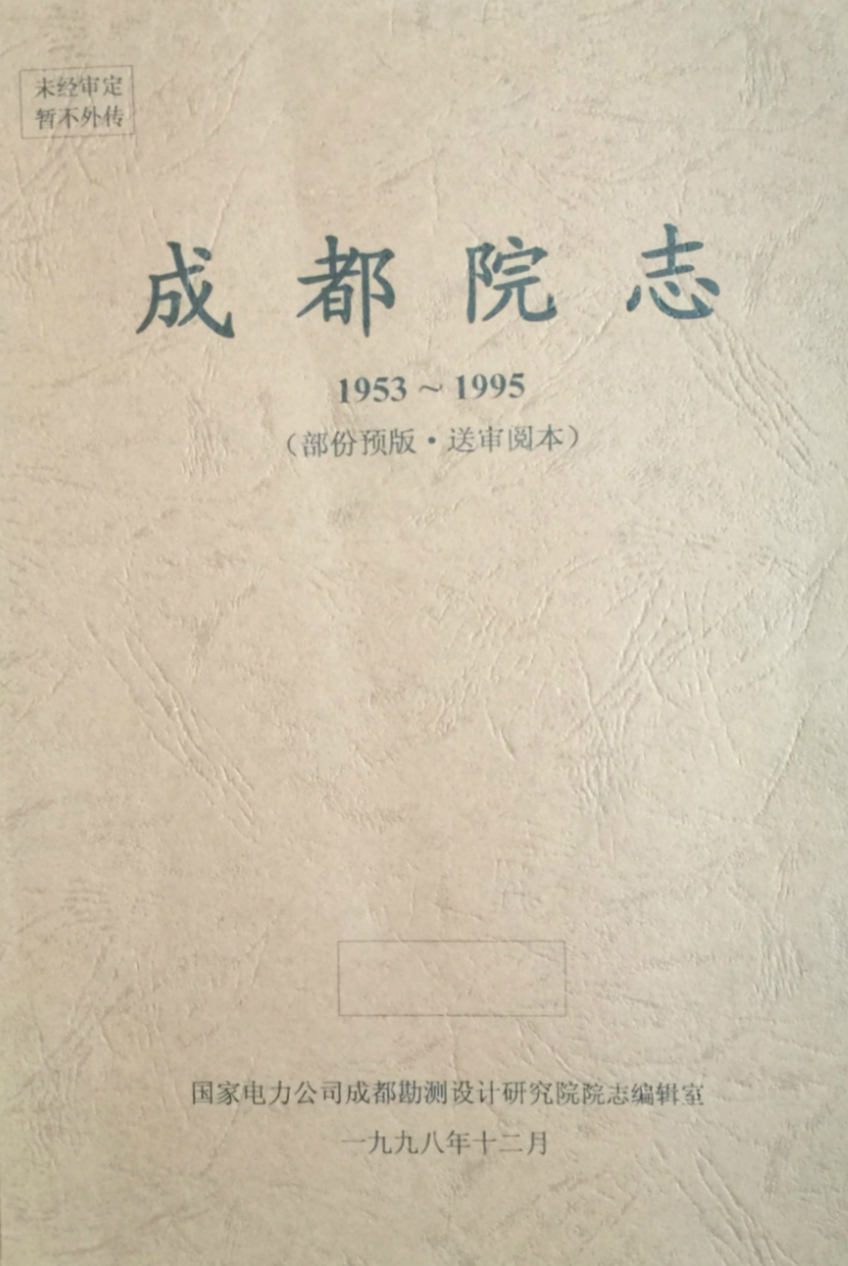 未经审定
暂不外传
成都院志
1953～1995
（部份预版·送审阅本）
国家电力公司成都勘测设计研究院院志编辑室
一九九八年十二月